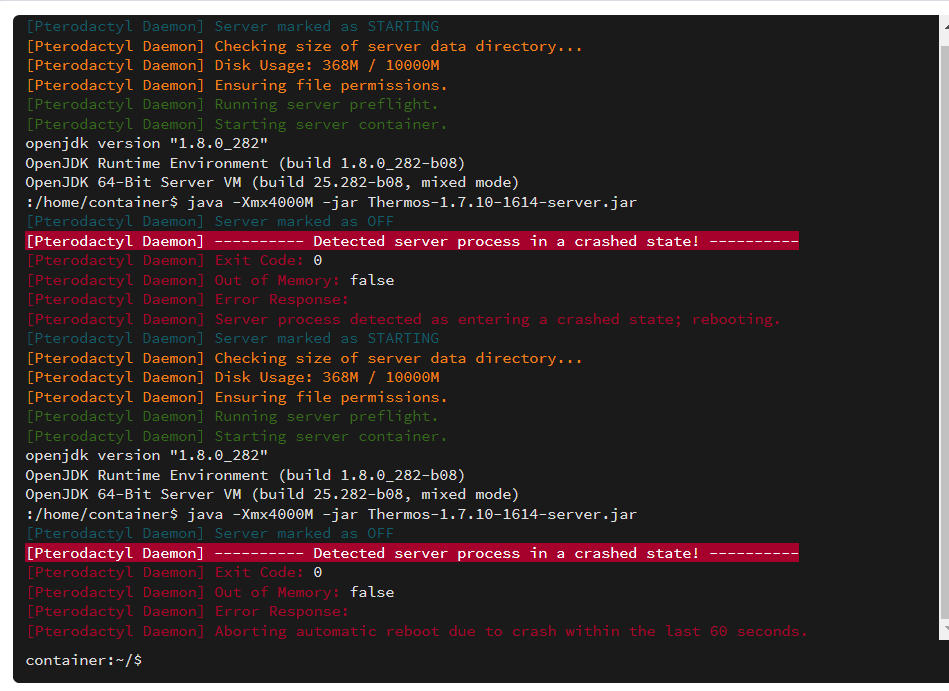 [Pterodactyl Daemon] Server marked as STARTING
[Pterodactyl Daemon] Checking size of server data directory...
[Pterodactyl Daemon] Disk Usage: 368M / 10000M
[Pterodactyl Daemon] Ensuring file permissions.
[Pterodactyl Daemon] Running server preflight.
[Pterodactyl Daemon] Starting server container.
openjdk version "1.8.0_282"
OpenJDK Runtime Environment (build 1.8.0_282-b08)
OpenJDK 64-Bit Server VM (build 25.282-b08, mixed mode)
:/home/container$ java -Xmx4000M -jar Thermos-1.7.10-1614-server.jar
[Pterodactyl Daemon] Server marked as OFF
[Pterodactyl Daemon] ---------- Detected server process in a crashed state! ----------
[Pterodactyl Daemon] Exit Code: 0
[Pterodactyl Daemon] Out of Memory: false
[Pterodactyl Daemon] Error Response:
[Pterodactyl Daemon] Server process detected as entering a crashed state; rebooting.
[Pterodactyl Daemon] Server marked as STARTING
[Pterodactyl Daemon] Checking size of server data directory...
[Pterodactyl Daemon] Disk Usage: 368M / 10000M
[Pterodactyl Daemon] Ensuring file permissions.
[Pterodactyl Daemon] Running server preflight.
[Pterodactyl Daemon] Starting server container.
openjdk version "1.8.0_282"
OpenJDK Runtime Environment (build 1.8.0_282-b08)
OpenJDK 64-Bit Server VM (build 25.282-b08, mixed mode)
:/home/container$ java -Xmx4000M -jar Thermos-1.7.10-1614-server.jar
[Pterodactyl Daemon] Server marked as OFF
[Pterodactyl Daemon] ---------- Detected server process in a crashed state! ----------
[Pterodactyl Daemon] Exit Code: 0
[Pterodactyl Daemon] Out of Memory: false
[Pterodactyl Daemon] Error Response:
[Pterodactyl Daemon] Aborting automatic reboot due to crash within the last 60 seconds.
container:~/$